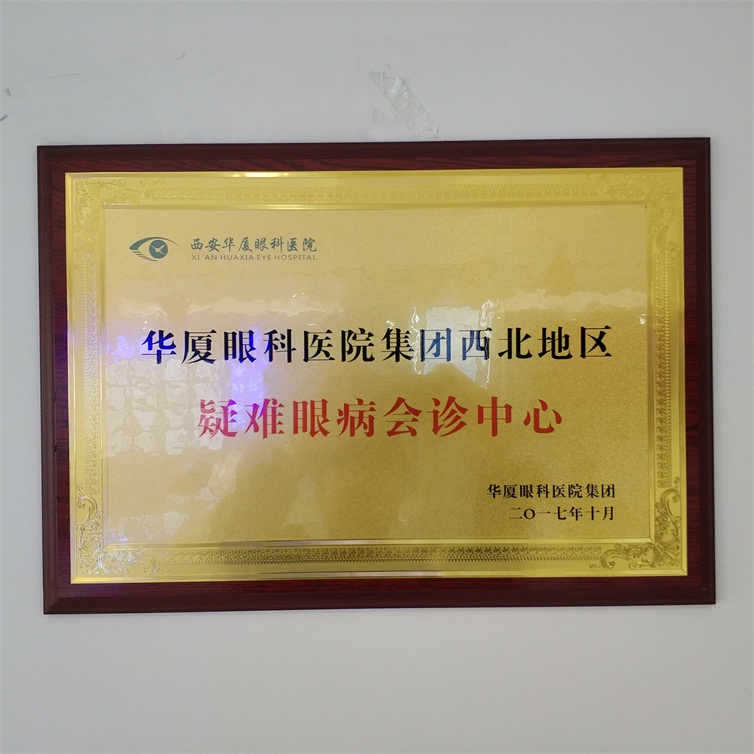 西安华厦眼科医院
XI'AN HUAXIA EYE HOSPITAL
华厦眼科医院集团西北地区
疑难眼病会诊中心
华厦眼科医院集团
二〇一七年十月